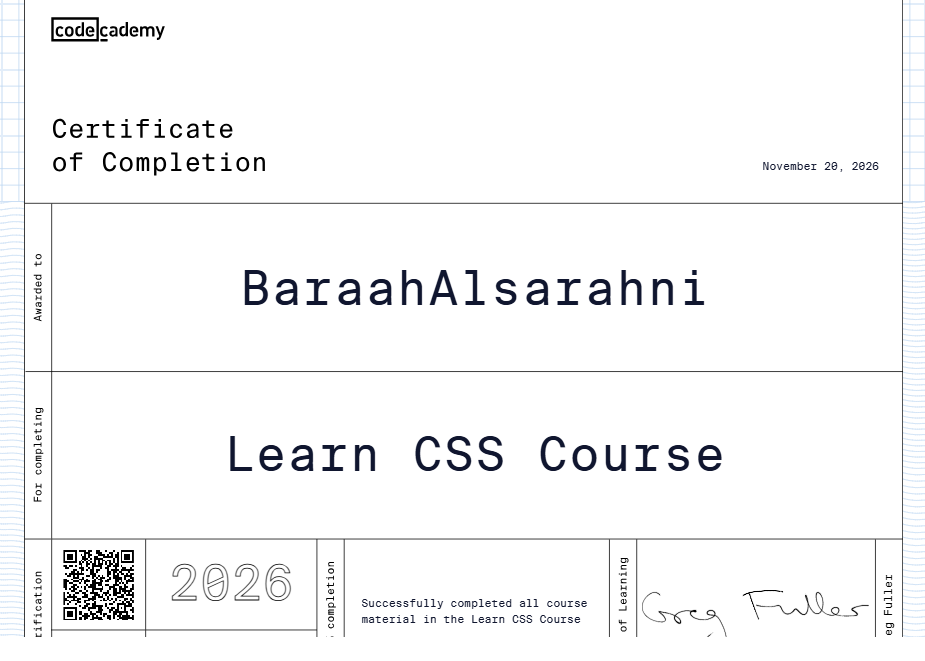 codecademy
Certificate
of Completion
November 20, 2026
Awarded to
BaraahAlsarahni
For completing
Learn CSS Course
2026
completion
Successfully completed all course
material in the Learn CSS Course
of Learning
Greg Fuller
Fuller